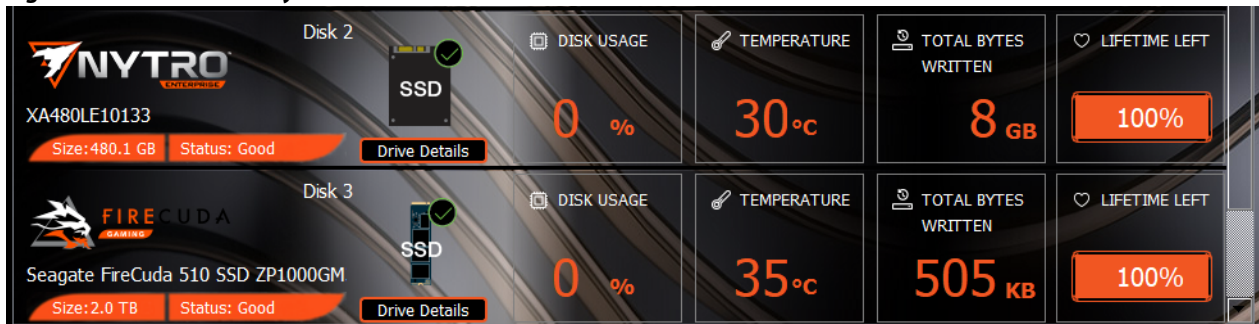 Disk 2
NYTRO
ENTERPRISE
XA480LE10133
Size:480.1 GB Status: Good
SSD
Drive Details
DISK USAGE
0 %
TEMPERATURE
30°C
TOTAL BYTES
WRITTEN
8 GB
LIFETIME LEFT
100%
Disk 3
FIRECUDA
GAMING
Seagate FireCuda 510 SSD ZP1000GM
Size:2.0 TB Status: Good
SSD
Drive Details
DISK USAGE
0 %
TEMPERATURE
35°C
TOTAL BYTES
WRITTEN
505 KB
LIFETIME LEFT
100%